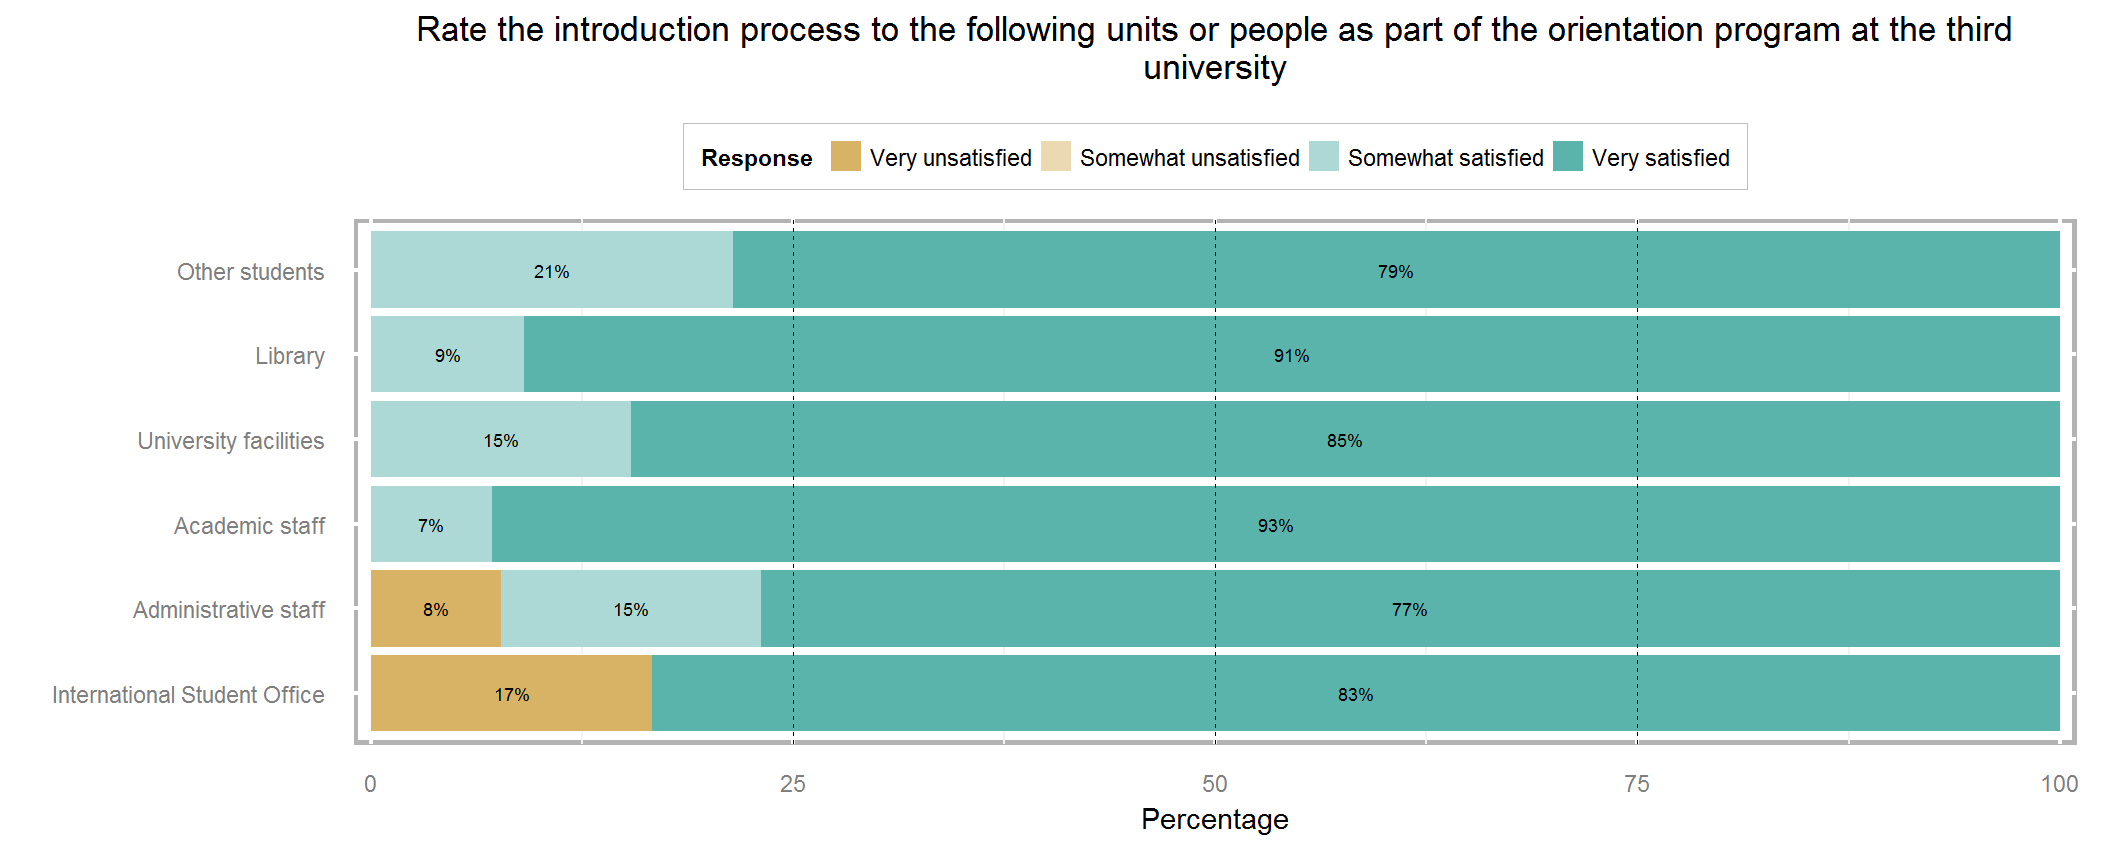 Rate the introduction process to the following units or people as part of the orientation program at the third
university
Response Very unsatisfied Somewhat unsatisfied Somewhat satisfied Very satisfied
Other students 21% 79%
Library 9% 91%
University facilities 15% 85%
Academic staff 7% 93%
Administrative staff 8% 15% 77%
International Student Office 17% 83%
0 25 50 75 100
Percentage